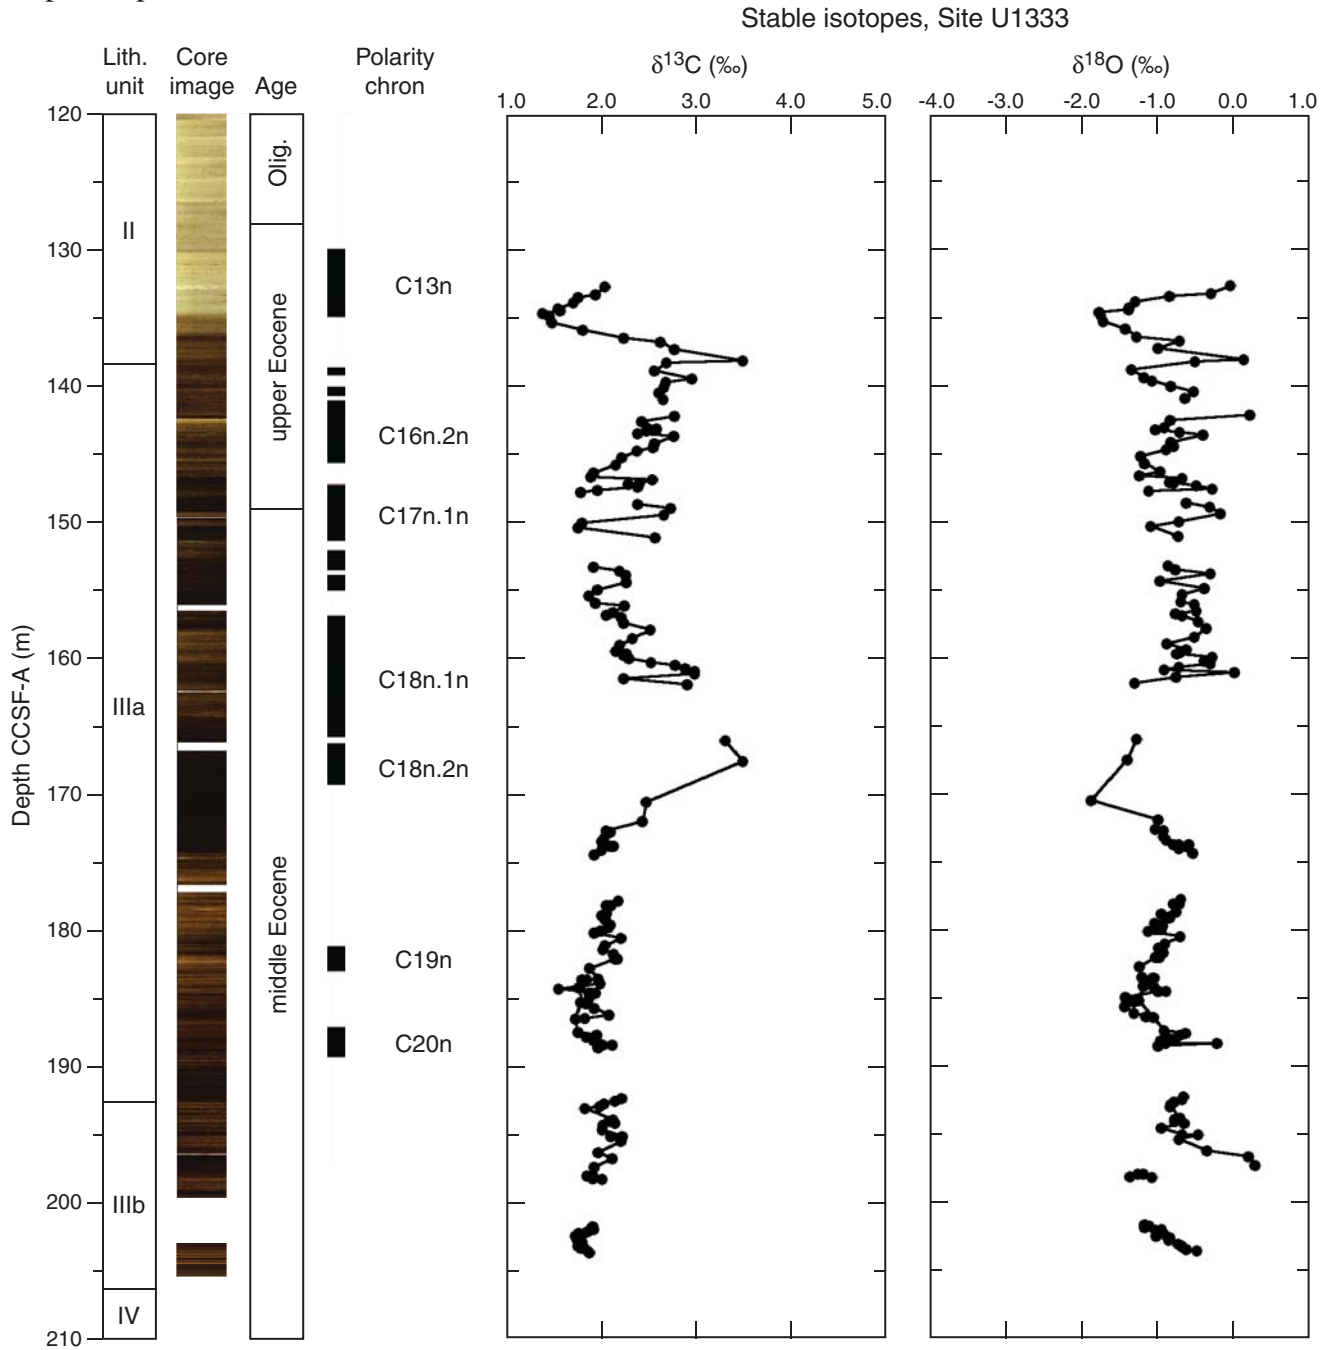 Stable isotopes, Site U1333
Lith. unit
Core image
Age
Polarity chron
δ13C (‰)
δ18O (‰)
1.0 2.0 3.0 4.0 5.0
-4.0 -3.0 -2.0 -1.0 0.0 1.0
Depth CCSF-A (m)
120
130
140
150
160
170
180
190
200
210
II
IIIa
IIIb
IV
Olig.
upper Eocene
middle Eocene
C13n
C16n.2n
C17n.1n
C18n.1n
C18n.2n
C19n
C20n